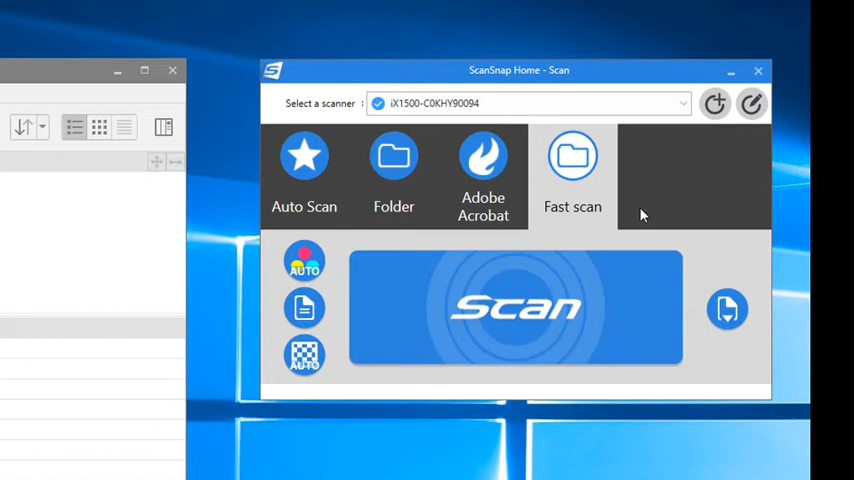 ScanSnap Home - Scan
Select a scanner :
iX1500-C0KHY90094
Auto Scan
Folder
Adobe
Acrobat
Fast scan
AUTO
Scan
AUTO